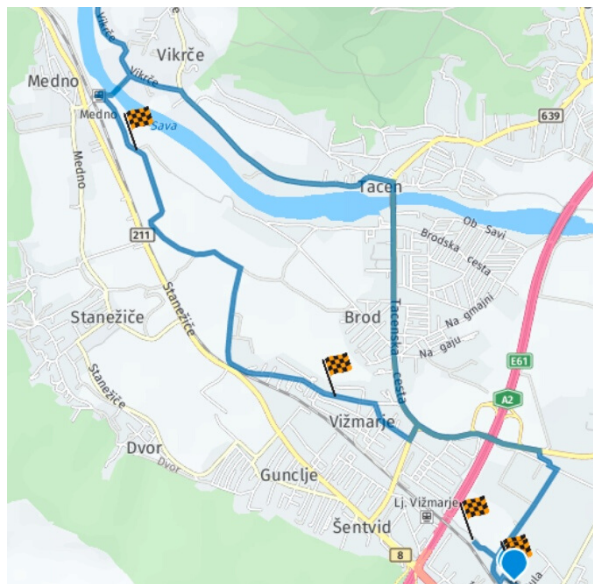 Vikrče
Vikrče
Medno
Vikrče
Medno
Sava
639
Medno
Tacen
Ob Savi
Brodska cesta
211
Stanežiče
Stanežiče
Brod
Na gmajni
Tacenska cesta
Na gaju
E61
Stanežiče
A2
Vižmarje
Dvor
Dvor
Gunclje
Lj. Vižmarje
Šentvid
8